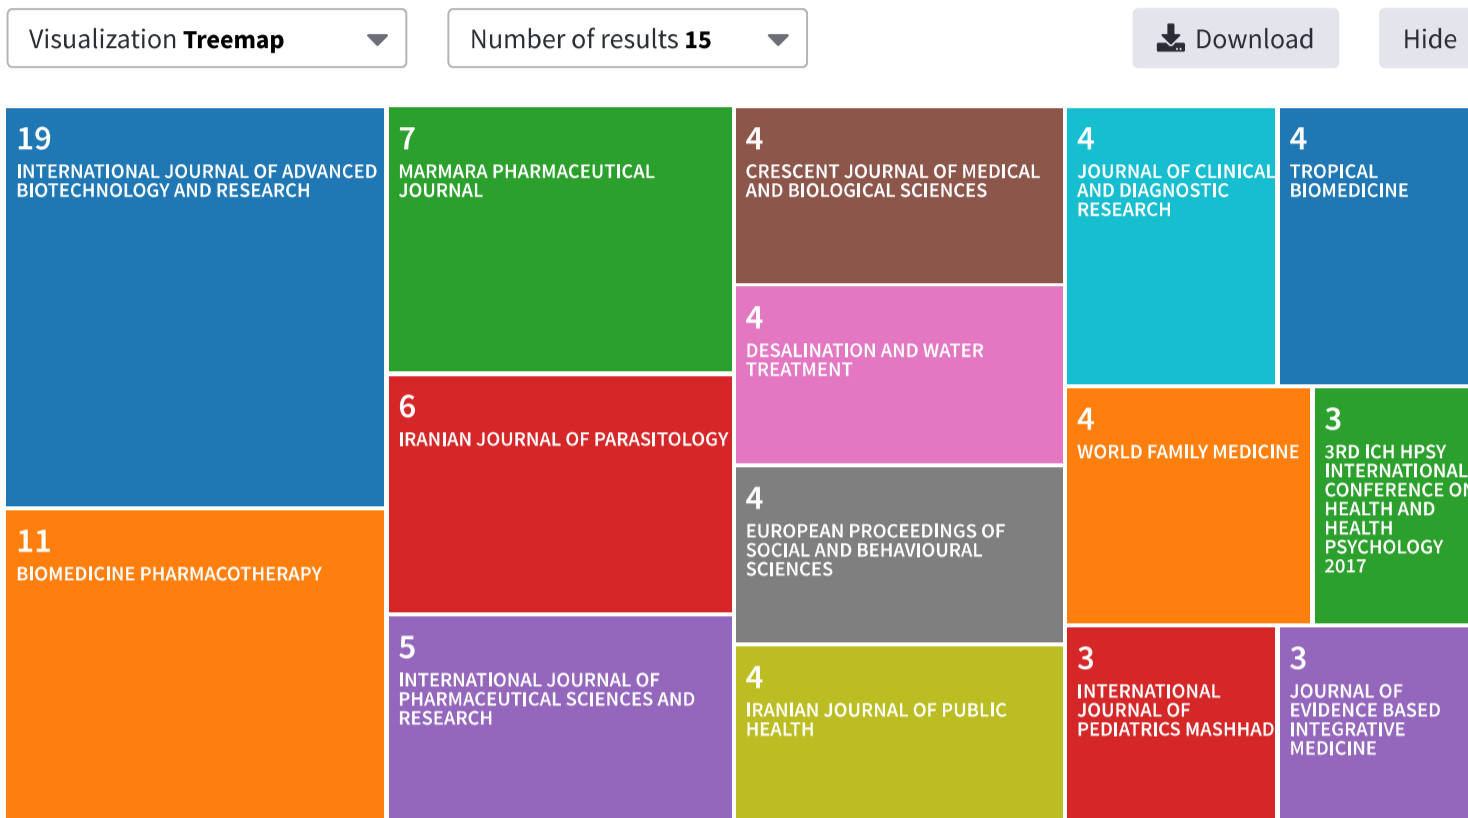 Visualization Treemap
Number of results 15
Download
Hide
19
INTERNATIONAL JOURNAL OF ADVANCED
BIOTECHNOLOGY AND RESEARCH
11
BIOMEDICINE PHARMACOTHERAPY
7
MARMARA PHARMACEUTICAL
JOURNAL
6
IRANIAN JOURNAL OF PARASITOLOGY
5
INTERNATIONAL JOURNAL OF
PHARMACEUTICAL SCIENCES AND
RESEARCH
4
CRESCENT JOURNAL OF MEDICAL
AND BIOLOGICAL SCIENCES
4
DESALINATION AND WATER
TREATMENT
4
EUROPEAN PROCEEDINGS OF
SOCIAL AND BEHAVIOURAL
SCIENCES
4
IRANIAN JOURNAL OF PUBLIC
HEALTH
4
JOURNAL OF CLINICAL
AND DIAGNOSTIC
RESEARCH
4
TROPICAL
BIOMEDICINE
4
WORLD FAMILY MEDICINE
3
3RD ICH HPSY
INTERNATIONAL
CONFERENCE ON
HEALTH AND
HEALTH
PSYCHOLOGY
2017
3
INTERNATIONAL
JOURNAL OF
PEDIATRICS MASHHAD
3
JOURNAL OF
EVIDENCE BASED
INTEGRATIVE
MEDICINE